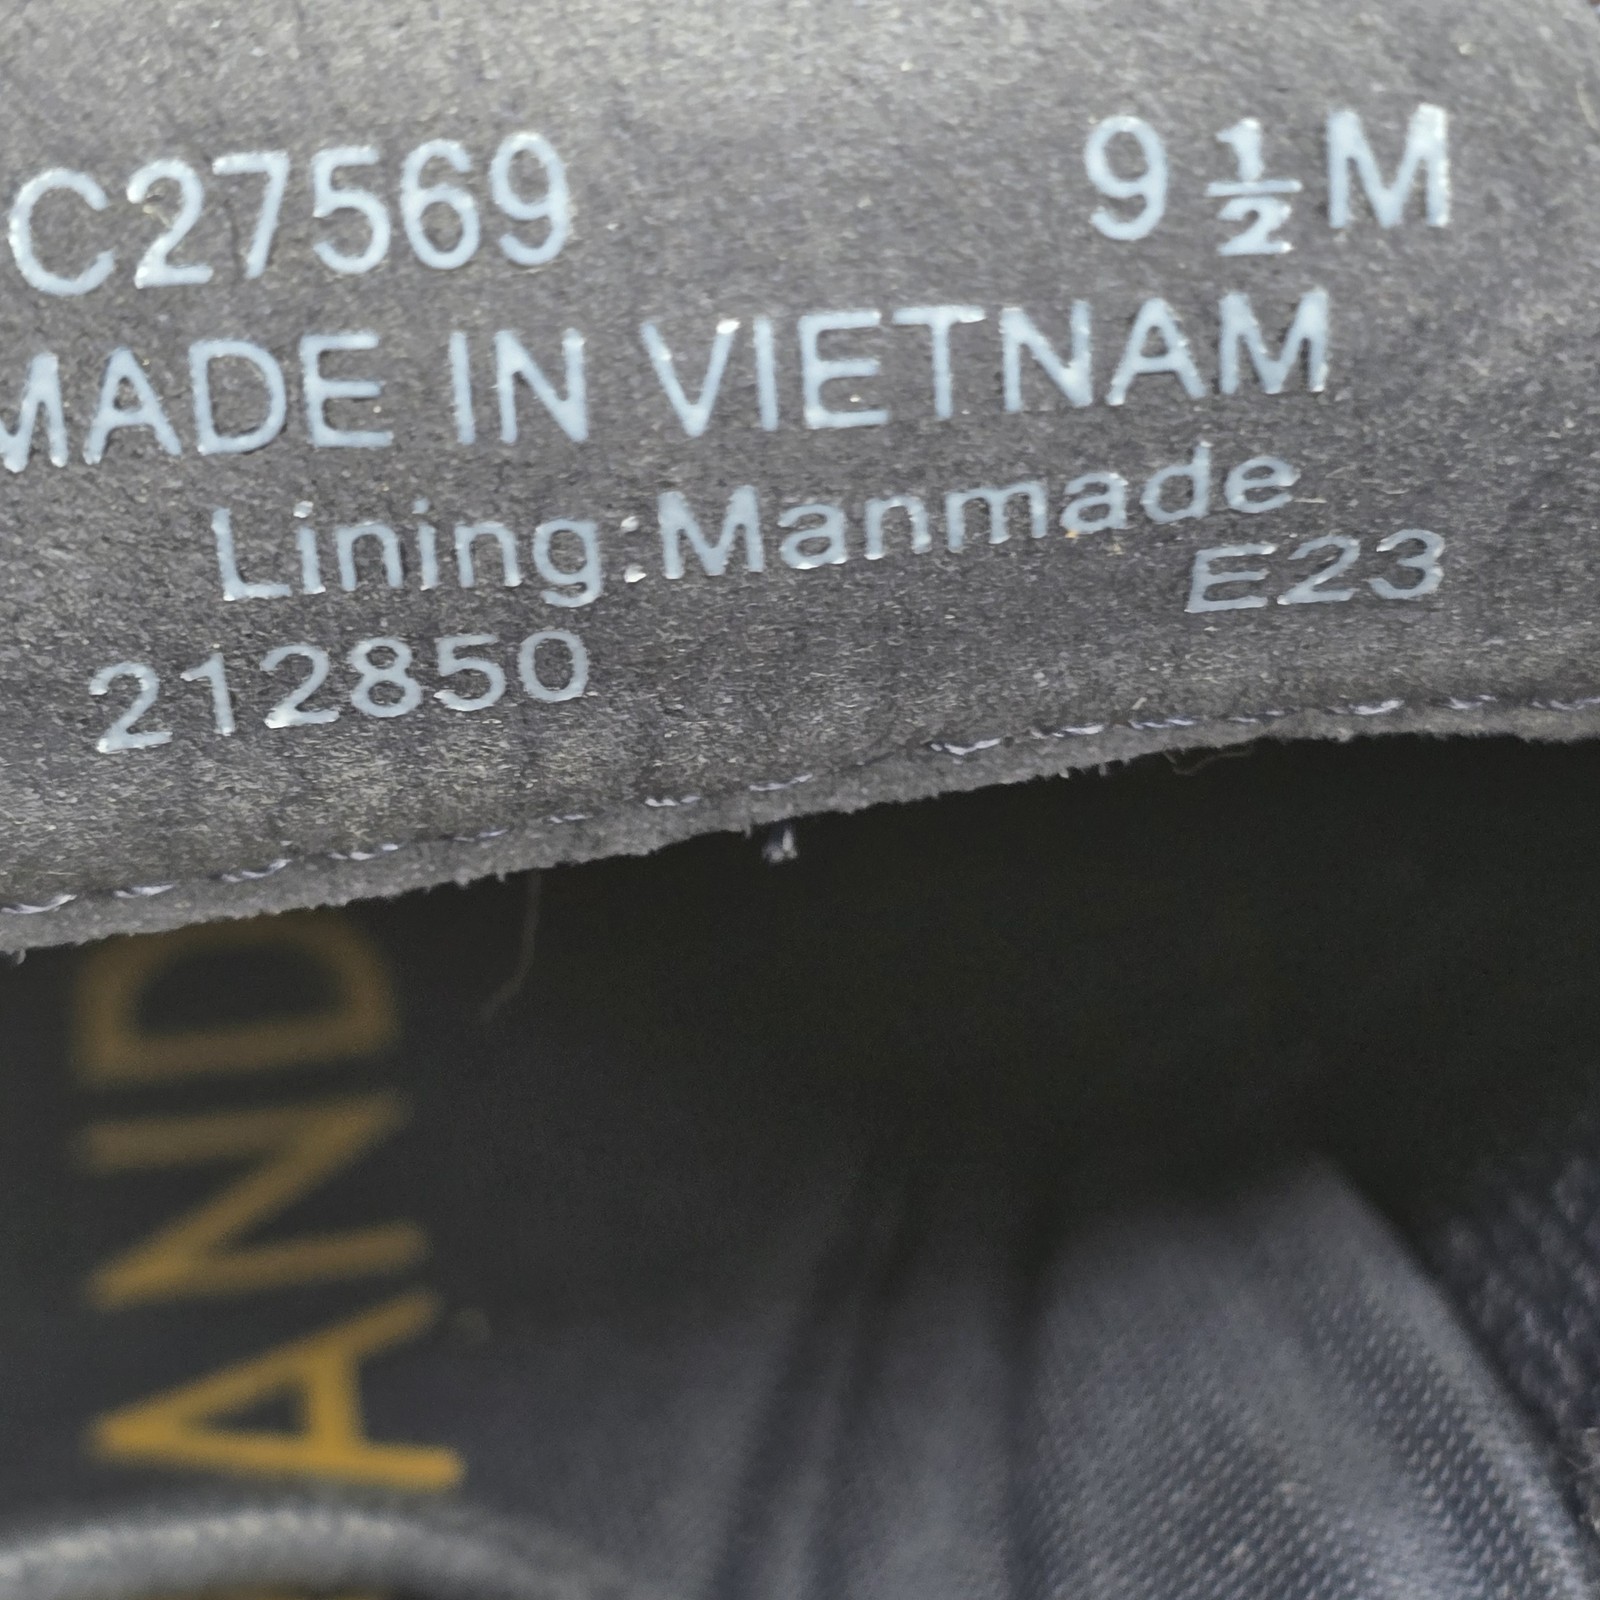 C27569 9 ½ M
MADE IN VIETNAM
Lining:Manmade
E23
212850
AND